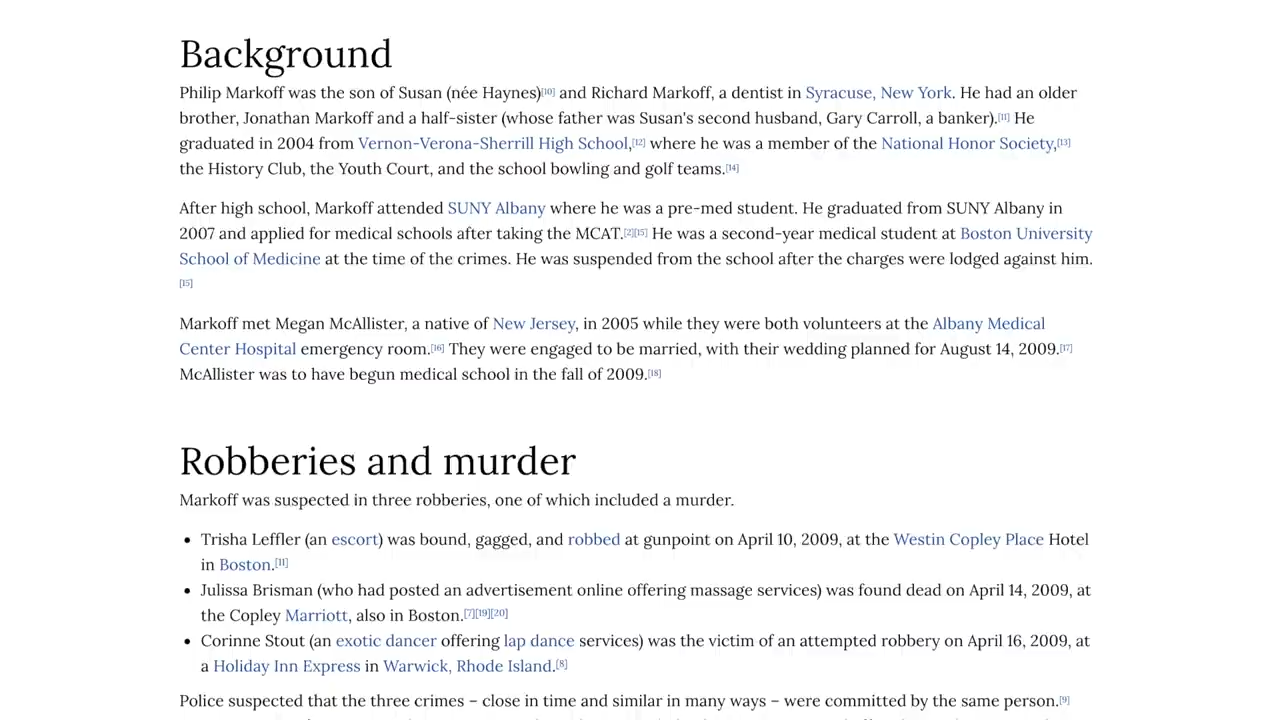 Background
Philip Markoff was the son of Susan (née Haynes)[10] and Richard Markoff, a dentist in Syracuse, New York. He had an older
brother, Jonathan Markoff and a half-sister (whose father was Susan's second husband, Gary Carroll, a banker).[11] He
graduated in 2004 from Vernon-Verona-Sherrill High School,[12] where he was a member of the National Honor Society,[13]
the History Club, the Youth Court, and the school bowling and golf teams.[14]
After high school, Markoff attended SUNY Albany where he was a pre-med student. He graduated from SUNY Albany in
2007 and applied for medical schools after taking the MCAT.[2][15] He was a second-year medical student at Boston University
School of Medicine at the time of the crimes. He was suspended from the school after the charges were lodged against him.
[15]
Markoff met Megan McAllister, a native of New Jersey, in 2005 while they were both volunteers at the Albany Medical
Center Hospital emergency room.[16] They were engaged to be married, with their wedding planned for August 14, 2009.[17]
McAllister was to have begun medical school in the fall of 2009.[18]
Robberies and murder
Markoff was suspected in three robberies, one of which included a murder.
• Trisha Leffler (an escort) was bound, gagged, and robbed at gunpoint on April 10, 2009, at the Westin Copley Place Hotel
in Boston.[11]
• Julissa Brisman (who had posted an advertisement online offering massage services) was found dead on April 14, 2009, at
the Copley Marriott, also in Boston.[7][19][20]
• Corinne Stout (an exotic dancer offering lap dance services) was the victim of an attempted robbery on April 16, 2009, at
a Holiday Inn Express in Warwick, Rhode Island.[8]
Police suspected that the three crimes – close in time and similar in many ways – were committed by the same person.[9]